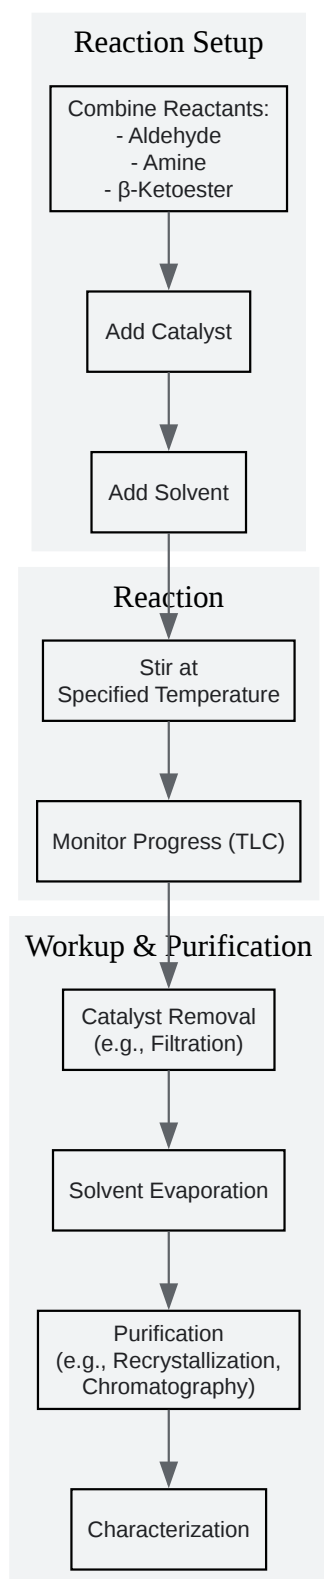 Reaction Setup
Combine Reactants:
- Aldehyde
- Amine
- β-Ketoester
Add Catalyst
Add Solvent
Reaction
Stir at
Specified Temperature
Monitor Progress (TLC)
Workup & Purification
Catalyst Removal
(e.g., Filtration)
Solvent Evaporation
Purification
(e.g., Recrystallization,
Chromatography)
Characterization